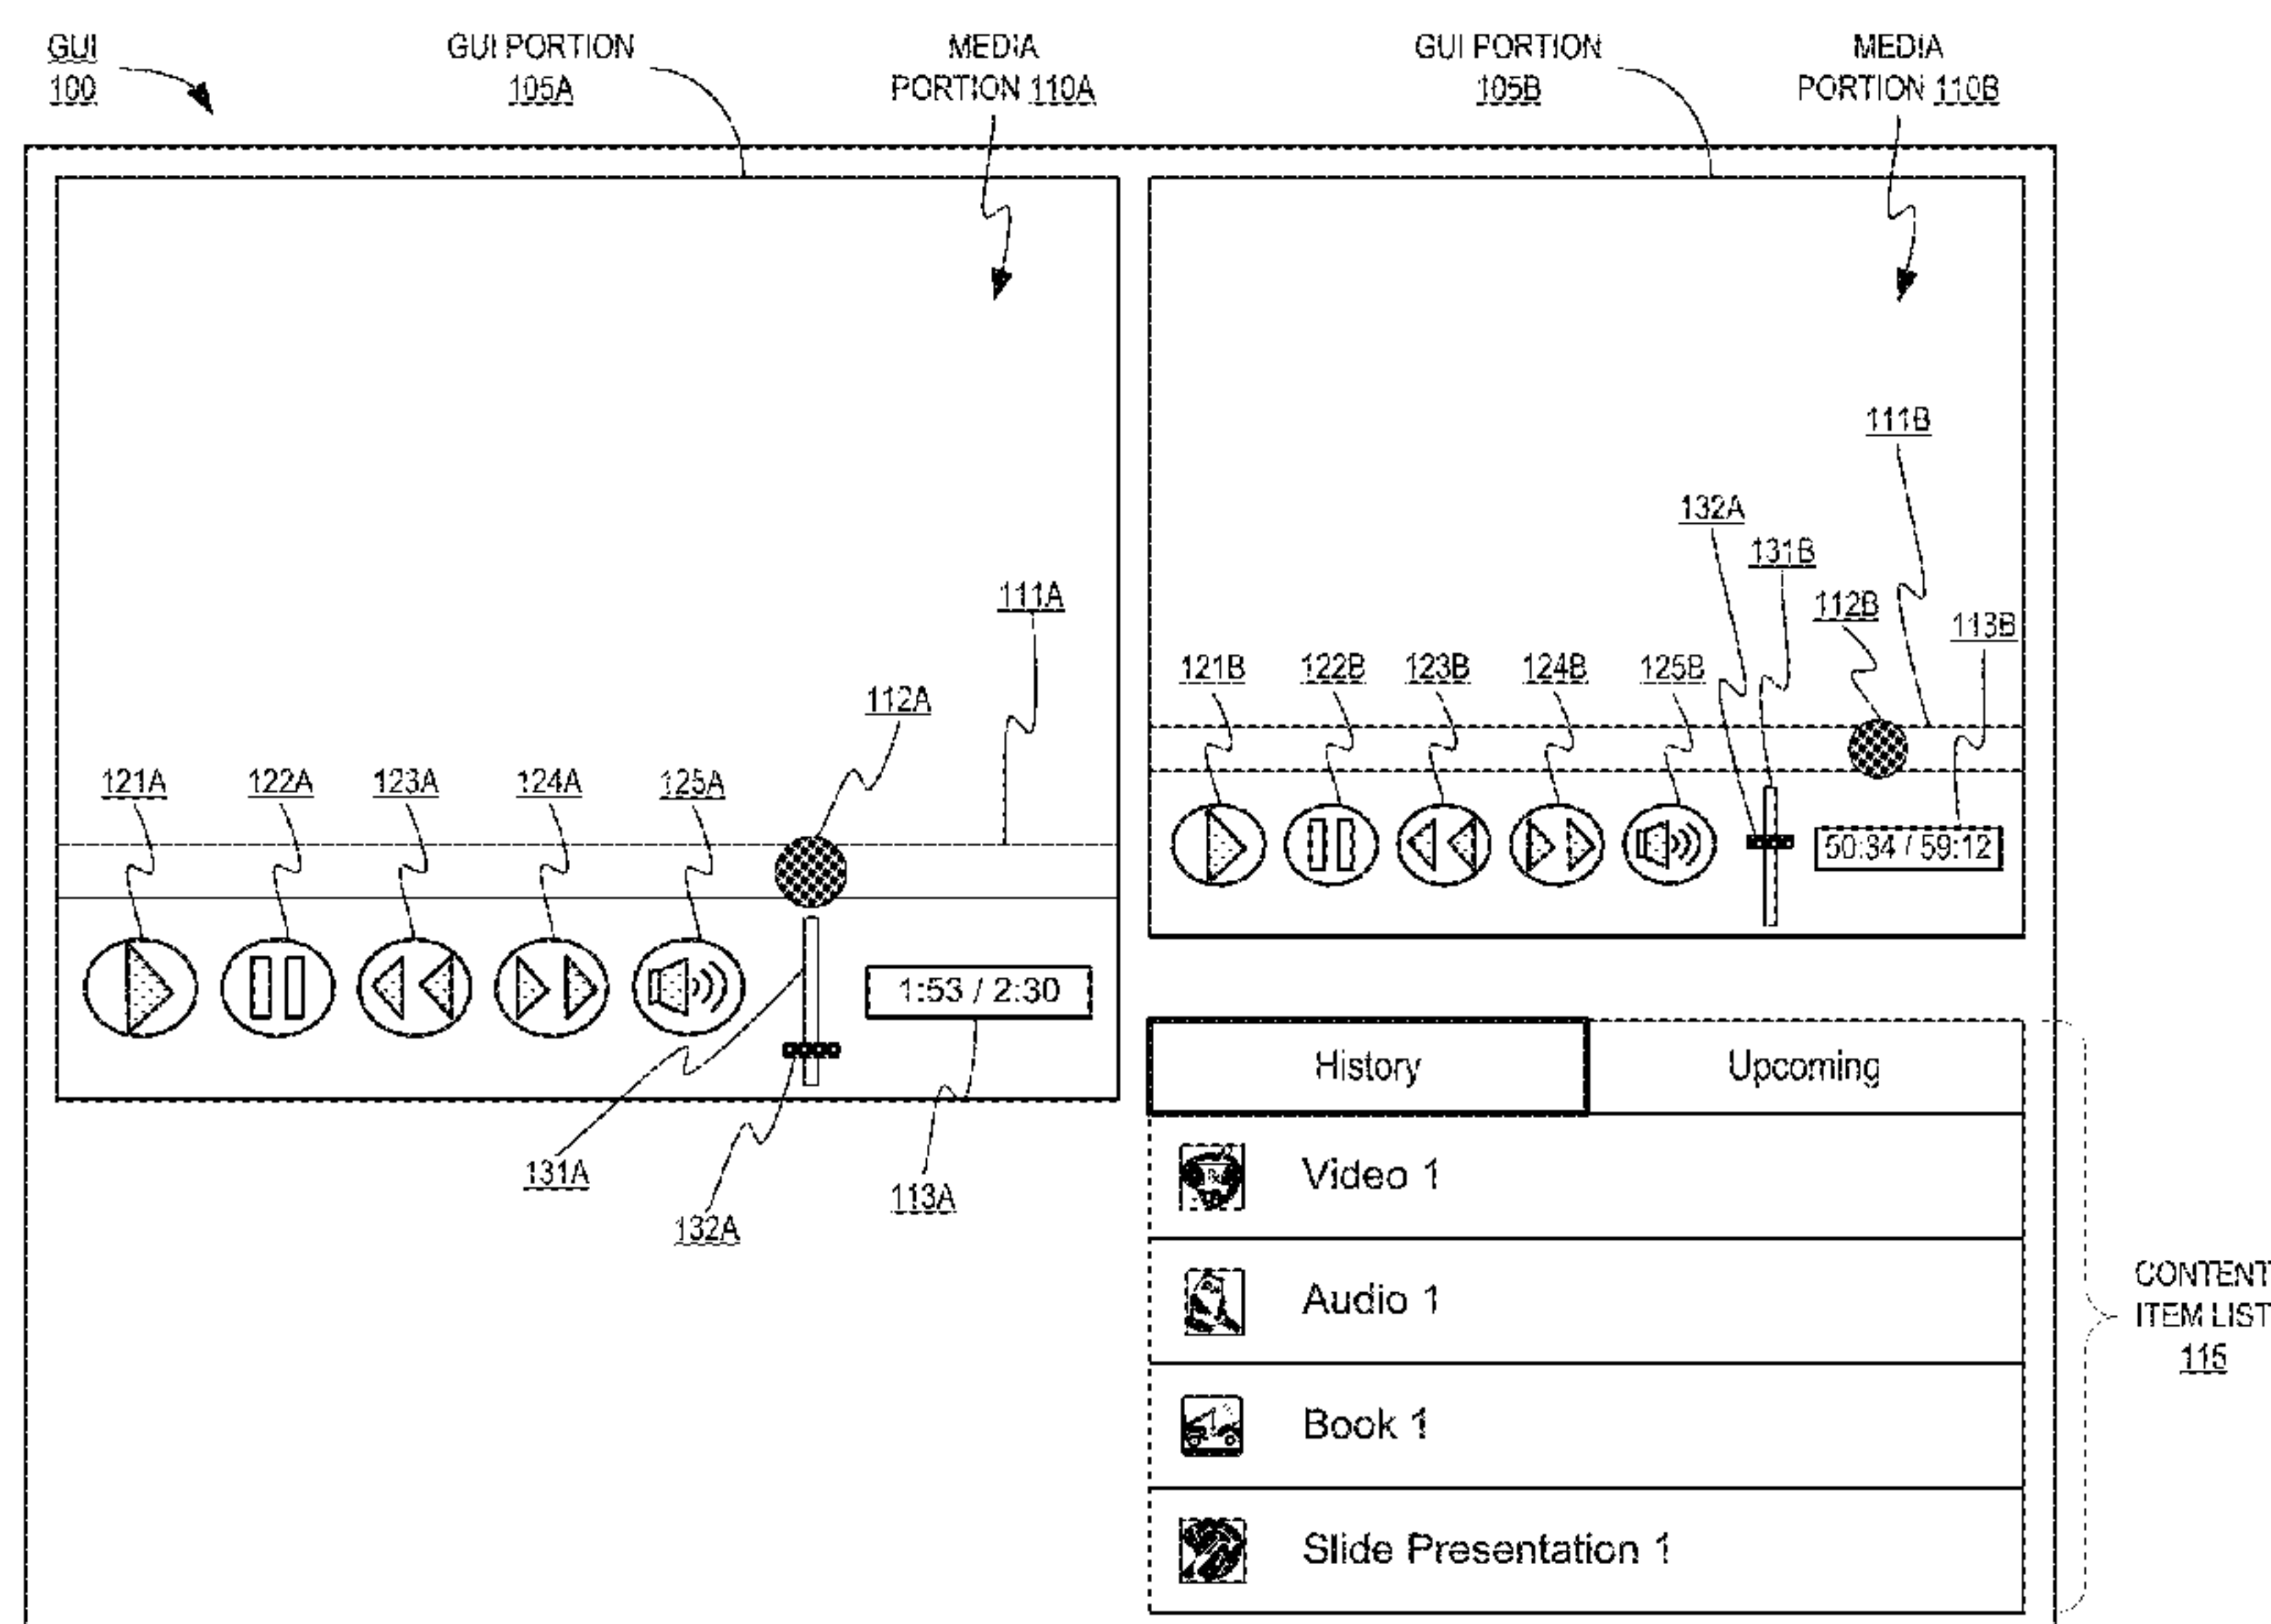 GUI
100
GUI PORTION
105A
MEDIA
PORTION 110A
GUI PORTION
105B
MEDIA
PORTION 110B
111B
132A
131B
111A
112B
113B
121B 122B 123B 124B 125B
112A
121A 122A 123A 124A 125A
50:34 / 59:12
1:53 / 2:30
History Upcoming
131A
132A
113A
Video 1
Audio 1
Book 1
Slide Presentation 1
CONTENT
ITEM LIST
115